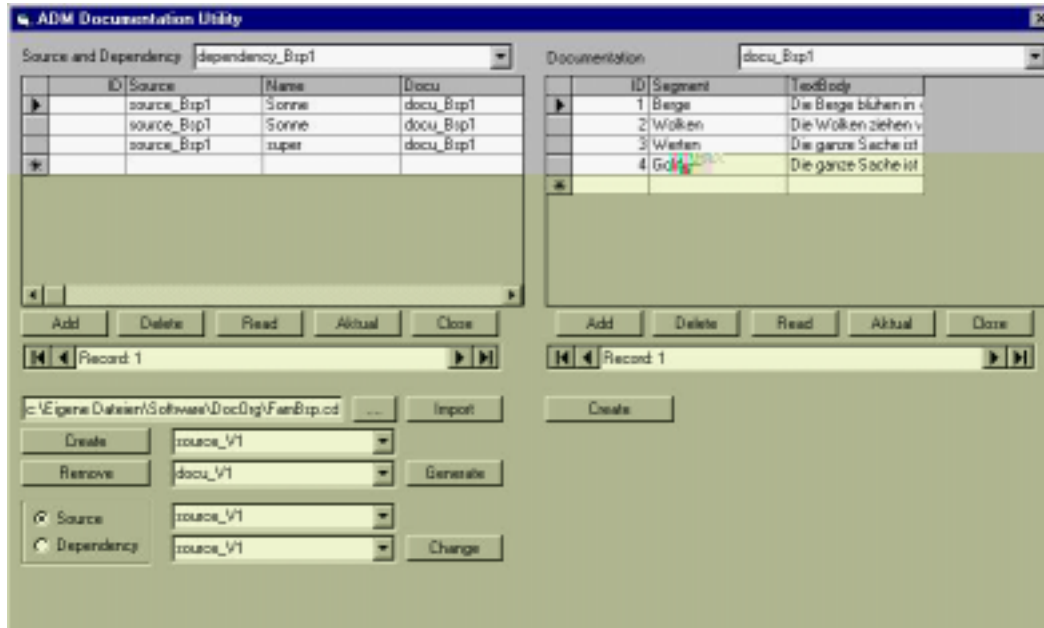 ADM Documentation Utility
Source and Dependency dependency_Bsp1
ID Source Name Docu
source_Bsp1 Sonne docu_Bsp1
source_Bsp1 Sonne docu_Bsp1
source_Bsp1 super docu_Bsp1
Add Delete Read Aktual Close
Record: 1
c:\Eigene Dateien\Software\DocOrg\FamBsp.cd ... Import
Create source_V1
Remove docu_V1 Generate
Source source_V1
Dependency source_V1 Change
Documentation docu_Bsp1
ID Segment TextBody
1 Berge Die Berge blühen in
2 Wolken Die Wolken ziehen v
3 Werten Die ganze Sache ist
4 Die ganze Sache ist
Add Delete Read Aktual Close
Record: 1
Create